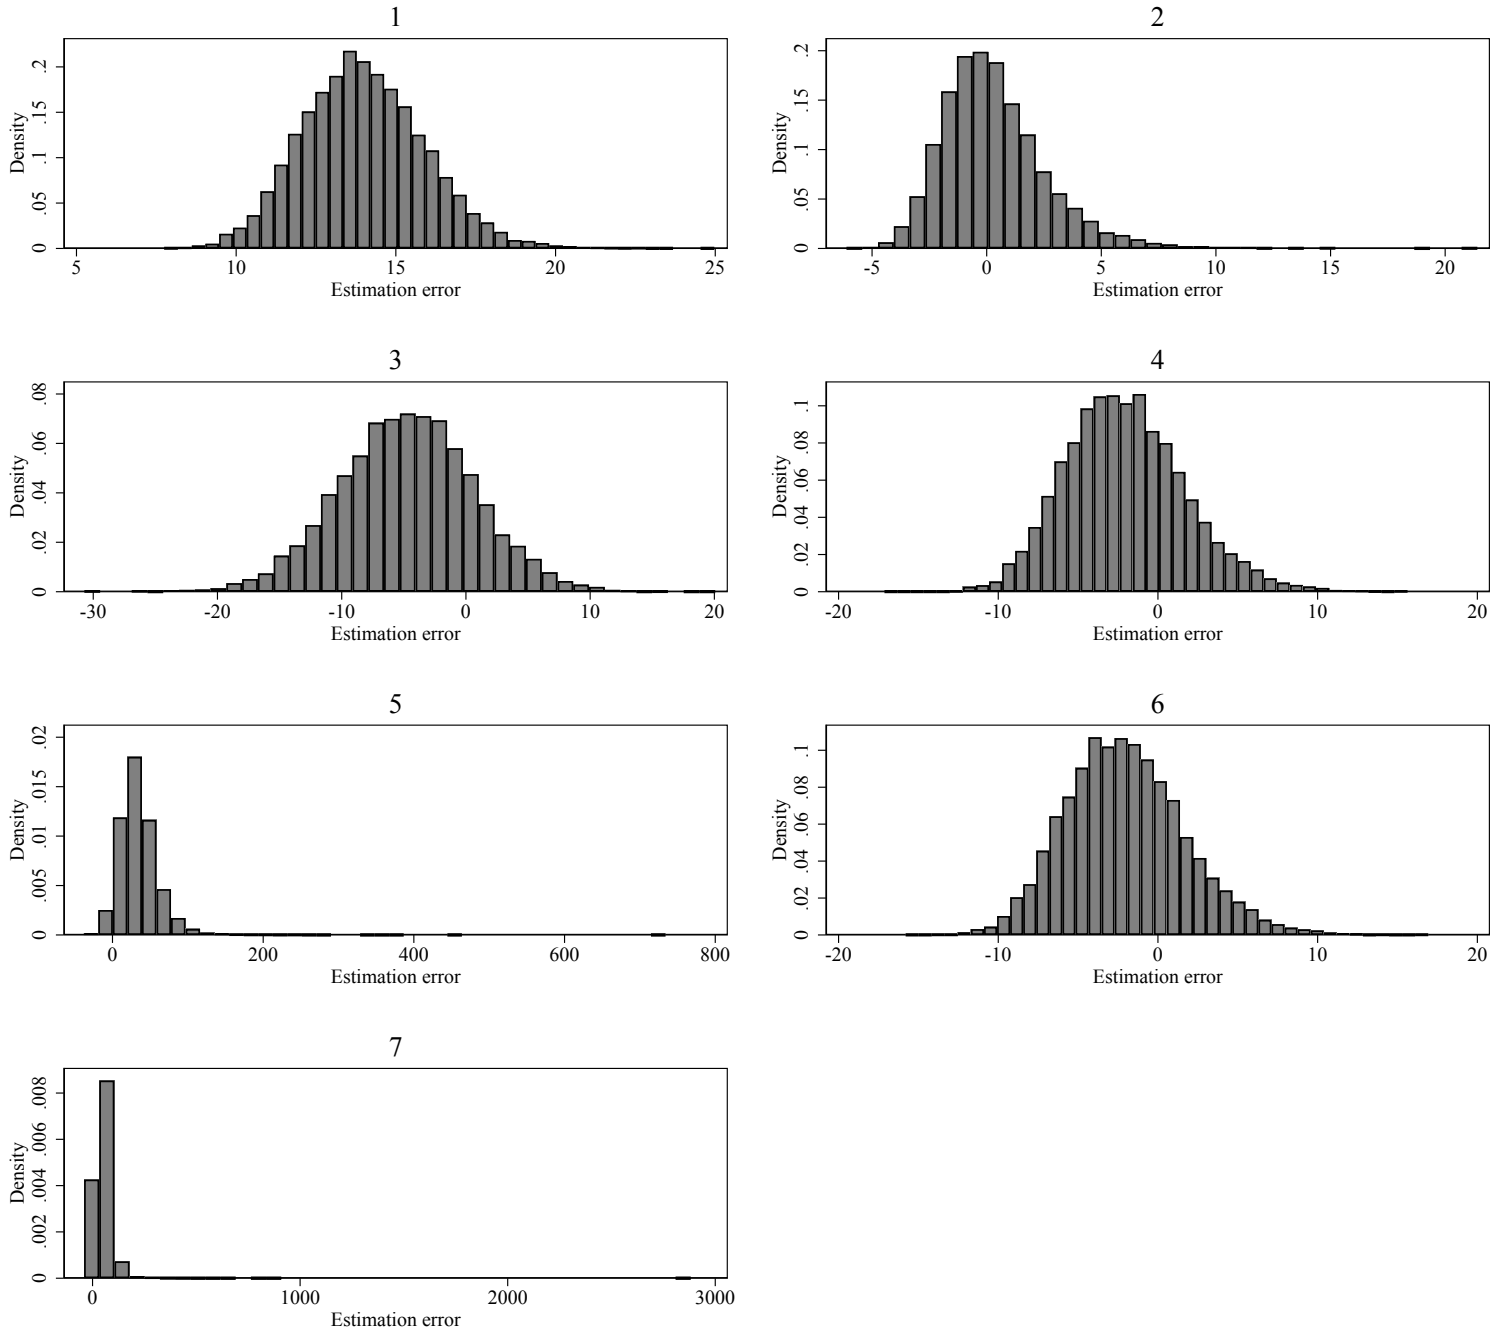 1
Density
0 .05 .1 .15 .2
5 10 15 20 25
Estimation error
2
Density
0 .05 .1 .15 .2
-5 0 5 10 15 20
Estimation error
3
Density
0 .02 .04 .06 .08
-30 -20 -10 0 10 20
Estimation error
4
Density
0 .02 .04 .06 .08 .1
-20 -10 0 10 20
Estimation error
5
Density
0 .005 .01 .015 .02
0 200 400 600 800
Estimation error
6
Density
0 .02 .04 .06 .08 .1
-20 -10 0 10 20
Estimation error
7
Density
0 .002 .004 .006 .008
0 1000 2000 3000
Estimation error